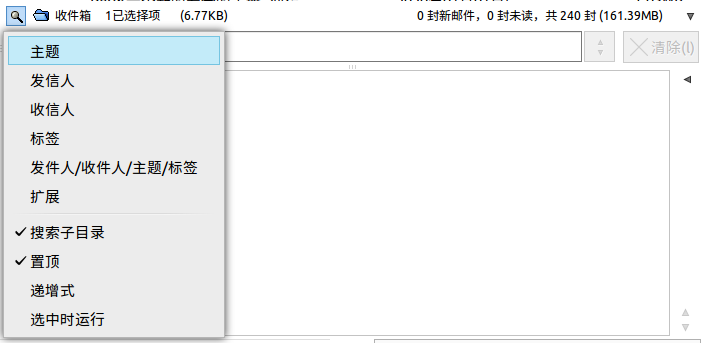 收件箱 1已选择项 (6.77KB) 0 封新邮件，0 封未读，共 240 封 (161.39MB)
主题
清除(l)
发信人
收信人
标签
发件人/收件人/主题/标签
扩展
搜索子目录
置顶
递增式
选中时运行